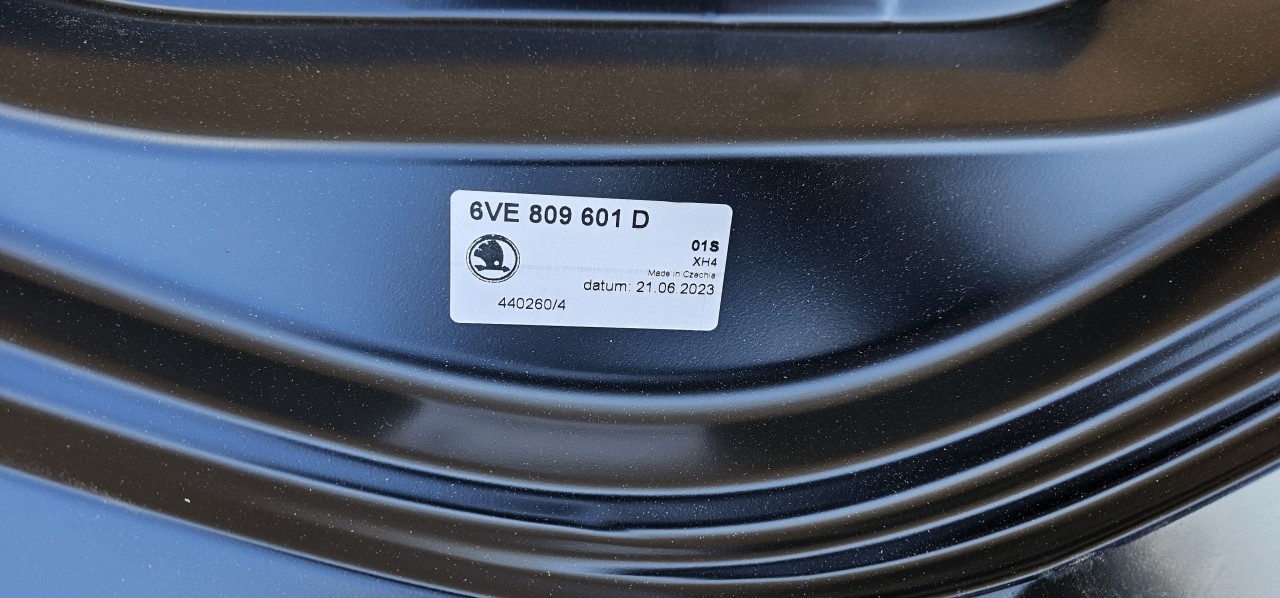 6VE 809 601 D
01S
XH4
Made in Czechia
datum: 21.06.2023
440260/4